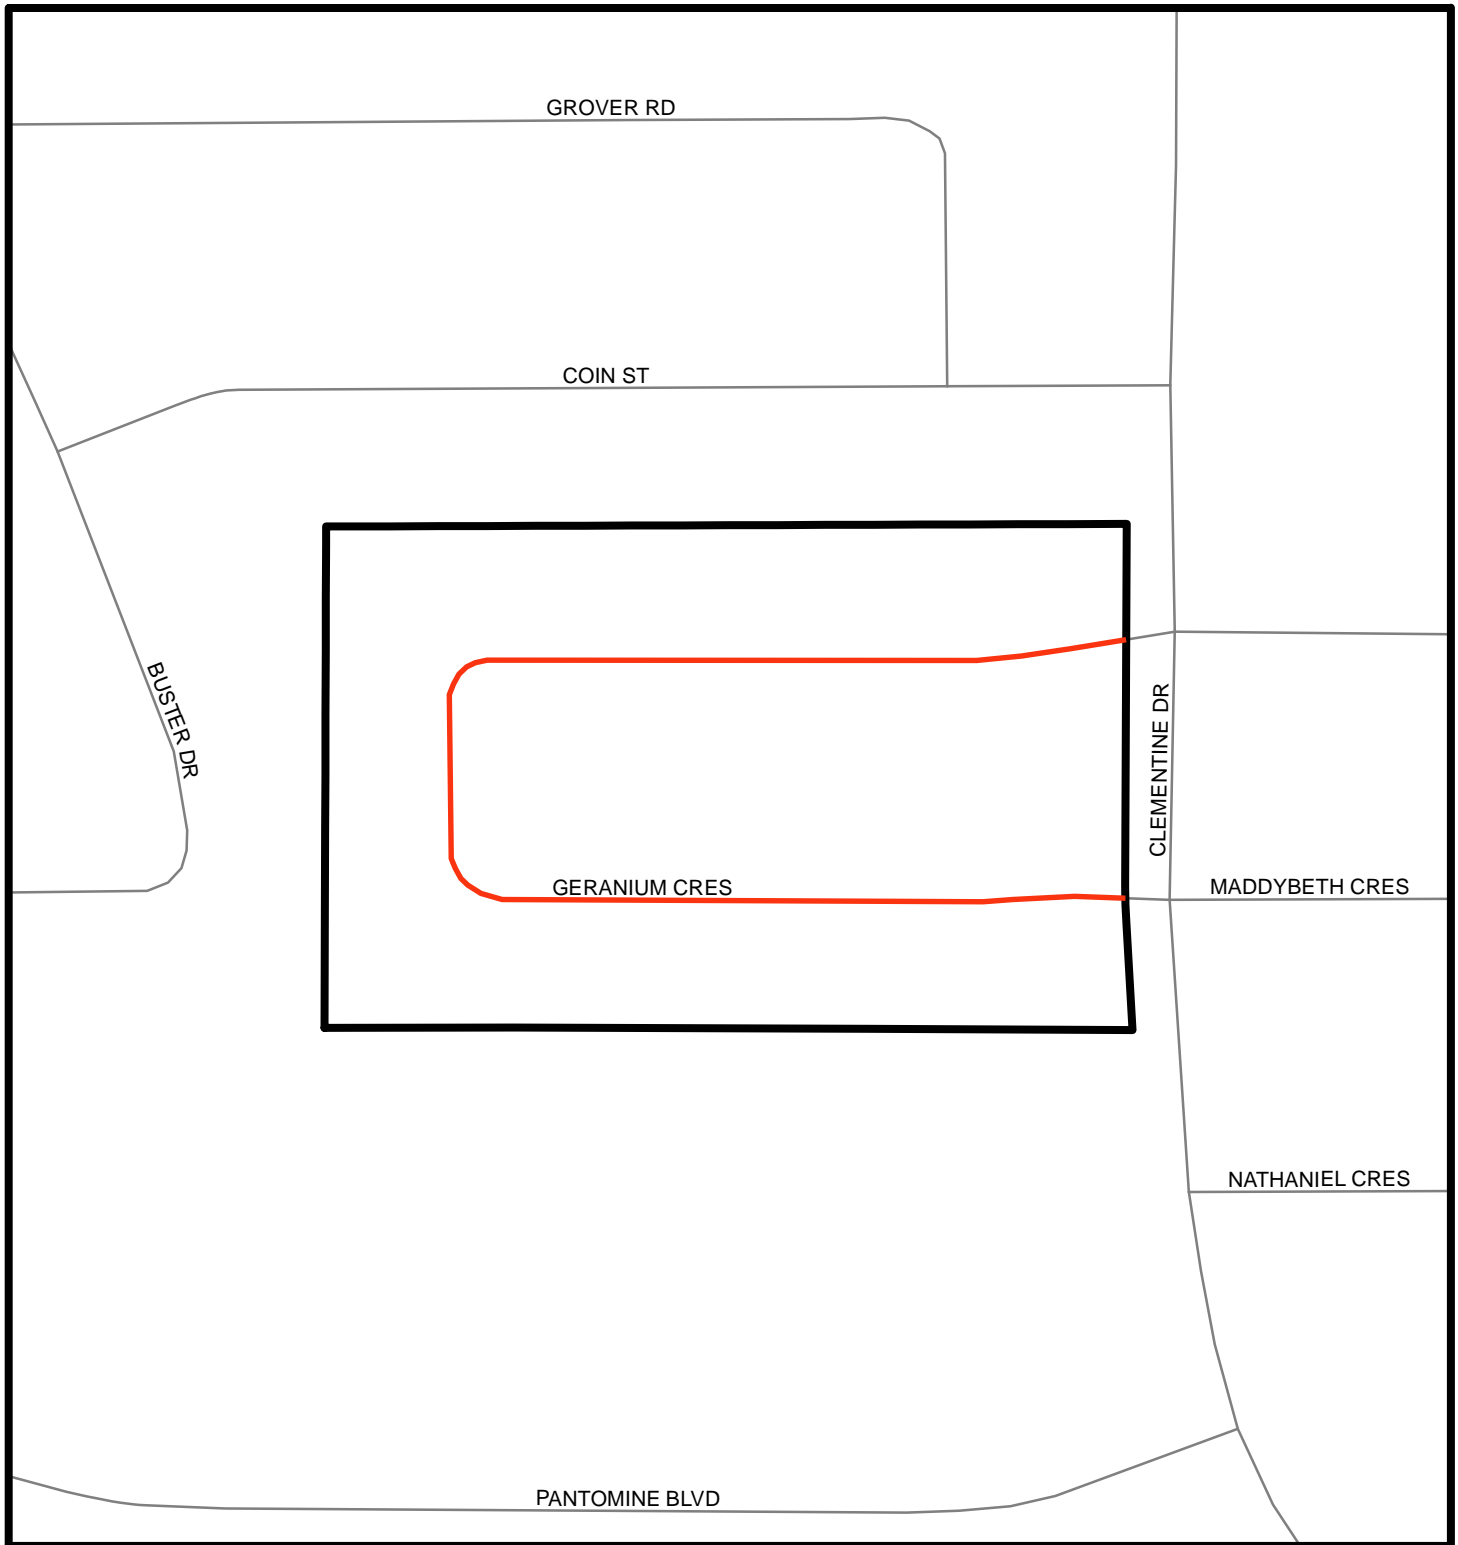 GROVER RD
COIN ST
BUSTER DR
CLEMENTINE DR
GERANIUM CRES
MADDYBETH CRES
NATHANIEL CRES
PANTOMINE BLVD